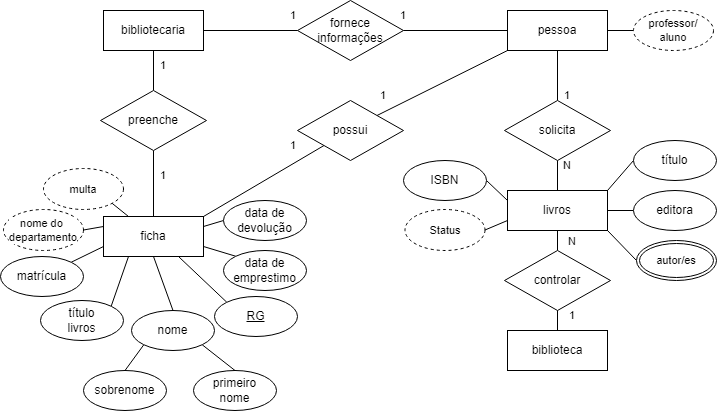 bibliotecaria
1
fornece
informações
1
pessoa
professor/
aluno
1
1
1
preenche
possui
solicita
1
1
N
título
multa
ISBN
nome do
departamento
ficha
data de
devolução
Status
livros
editora
matrícula
data de
emprestimo
N
autor/es
título
livros
nome
RG
controlar
1
sobrenome
primeiro
nome
biblioteca